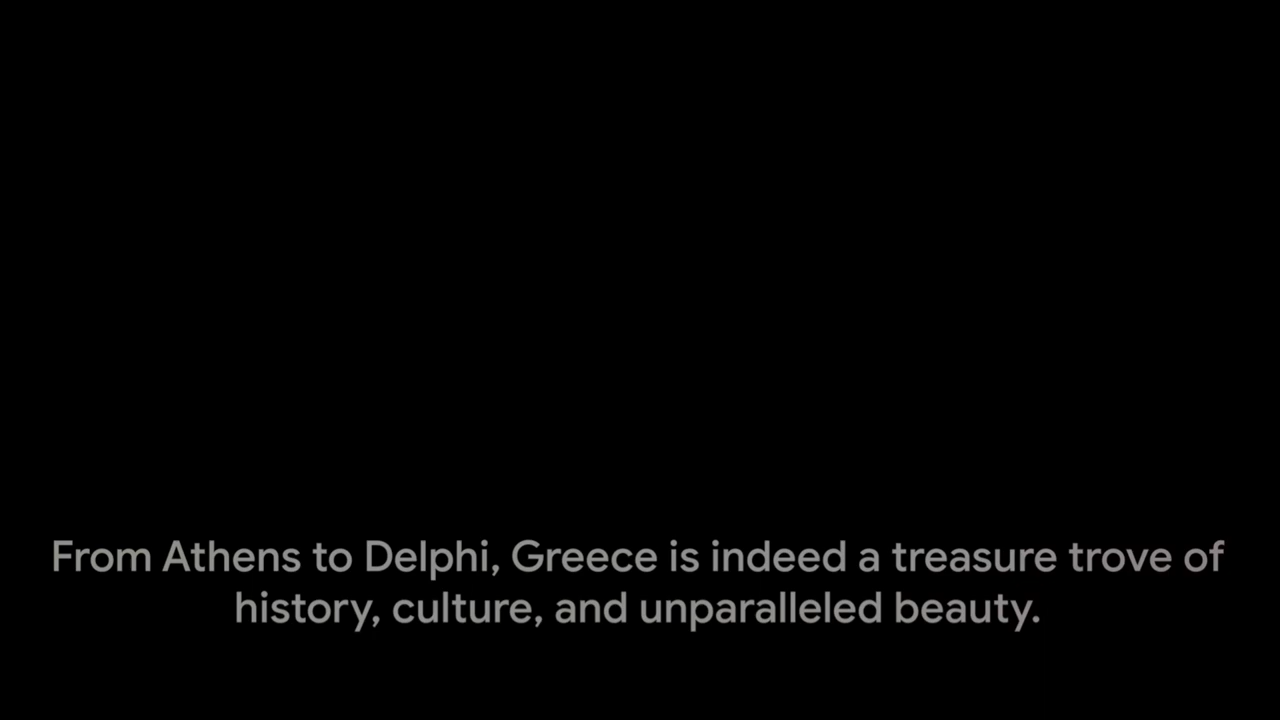 From Athens to Delphi, Greece is indeed a treasure trove of
history, culture, and unparalleled beauty.